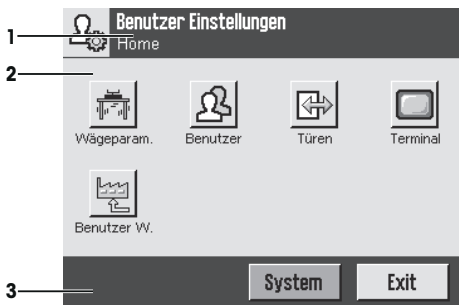 Benutzer Einstellungen
1
Home
2
Wägeparam.
Benutzer
Türen
Terminal
Benutzer W.
3
System
Exit